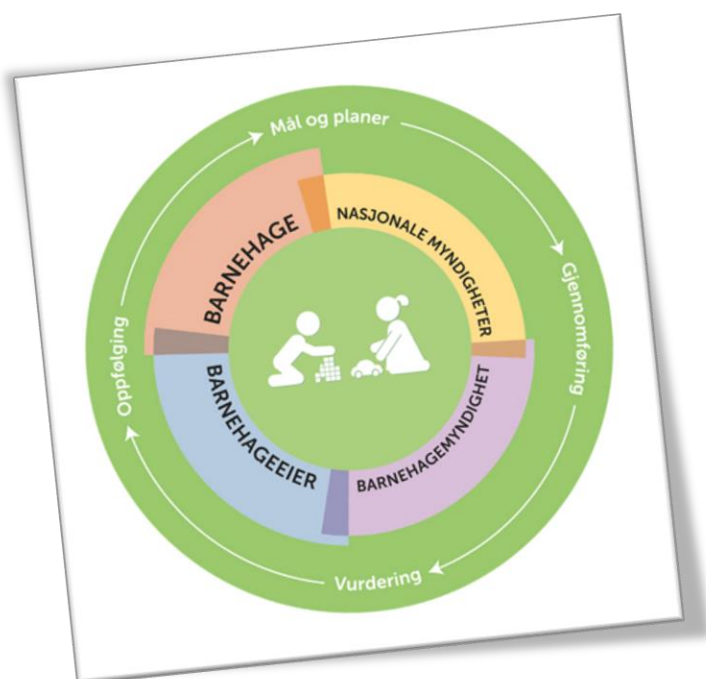 Mål og planer
Gjennomføring
Vurdering
Oppfølging
BARNEHAGE
NASJONALE MYNDIGHETER
BARNEHAGEMYNDIGHET
BARNEHAGEEIER